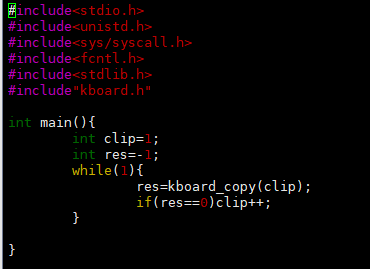 #include<stdio.h>
#include<unistd.h>
#include<sys/syscall.h>
#include<fcntl.h>
#include<stdlib.h>
#include"kboard.h"
int main(){
int clip=1;
int res=-1;
while(1){
res=kboard_copy(clip);
if(res==0)clip++;
}
}